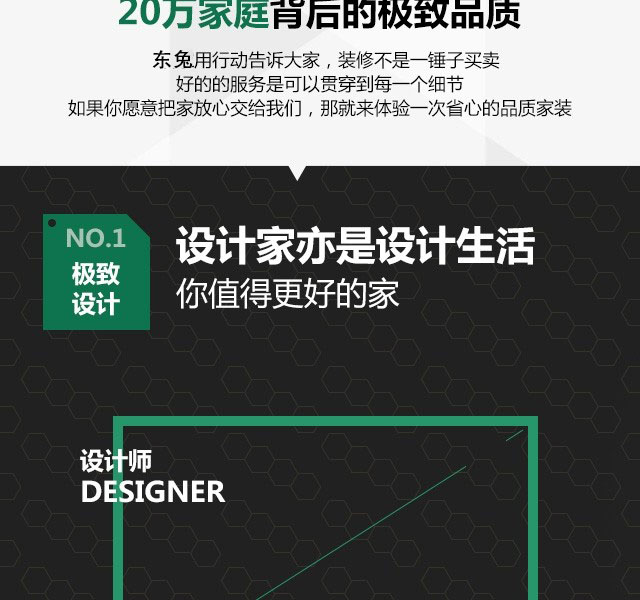 20万家庭背后的极致品质
东兔用行动告诉大家，装修不是一锤子买卖
好的的服务是可以贯穿到每一个细节
如果你愿意把家放心交给我们，那就来体验一次省心的品质家装
NO.1
极致
设计
设计家亦是设计生活
你值得更好的家
设计师
DESIGNER